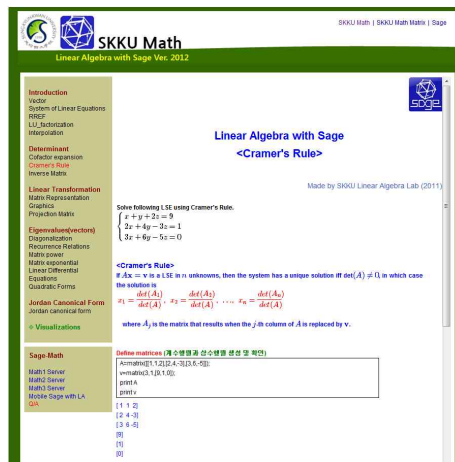 SKKU Math | SKKU Math Matrix | Sage
SKKU Math
Linear Algebra with Sage Ver. 2012
Introduction
Vector
System of Linear Equations
RREF
LU_factorization
Interpolation
Determinant
Cofactor expansion
Cramer's Rule
Inverse Matrix
Linear Transformation
Matrix Representation
Graphics
Projection Matrix
Eigenvalues(vectors)
Diagonalization
Recurrence Relations
Matrix power
Matrix exponential
Linear Differential
Equations
Quadratic Forms
Jordan Canonical Form
Jordan canonical form
Visualizations
Sage-Math
Math1 Server
Math2 Server
Math3 Server
Mobile Sage with LA
Q/A
sage
Linear Algebra with Sage
<Cramer's Rule>
Made by SKKU Linear Algebra Lab (2011)
Solve following LSE using Cramer's Rule.
x + y + 2z = 9
2x + 4y − 3z = 1
3x + 6y − 5z = 0
<Cramer's Rule>
If Ax = v is a LSE in n unknowns, then the system has a unique solution iff det(A) ≠ 0, in which case
the solution is
x₁ = det(A₁)/det(A), x₂ = det(A₂)/det(A), ..., xₙ = det(Aₙ)/det(A)
where Aⱼ is the matrix that results when the j-th column of A is replaced by v.
Define matrices (계수행렬과 상수행렬 생성 및 확인)
A=matrix([[1,1,2],[2,4,-3],[3,6,-5]]);
v=matrix(3,1,[9,1,0]);
print A
print v
[ 1 1 2]
[ 2 4 -3]
[ 3 6 -5]
[9]
[1]
[0]